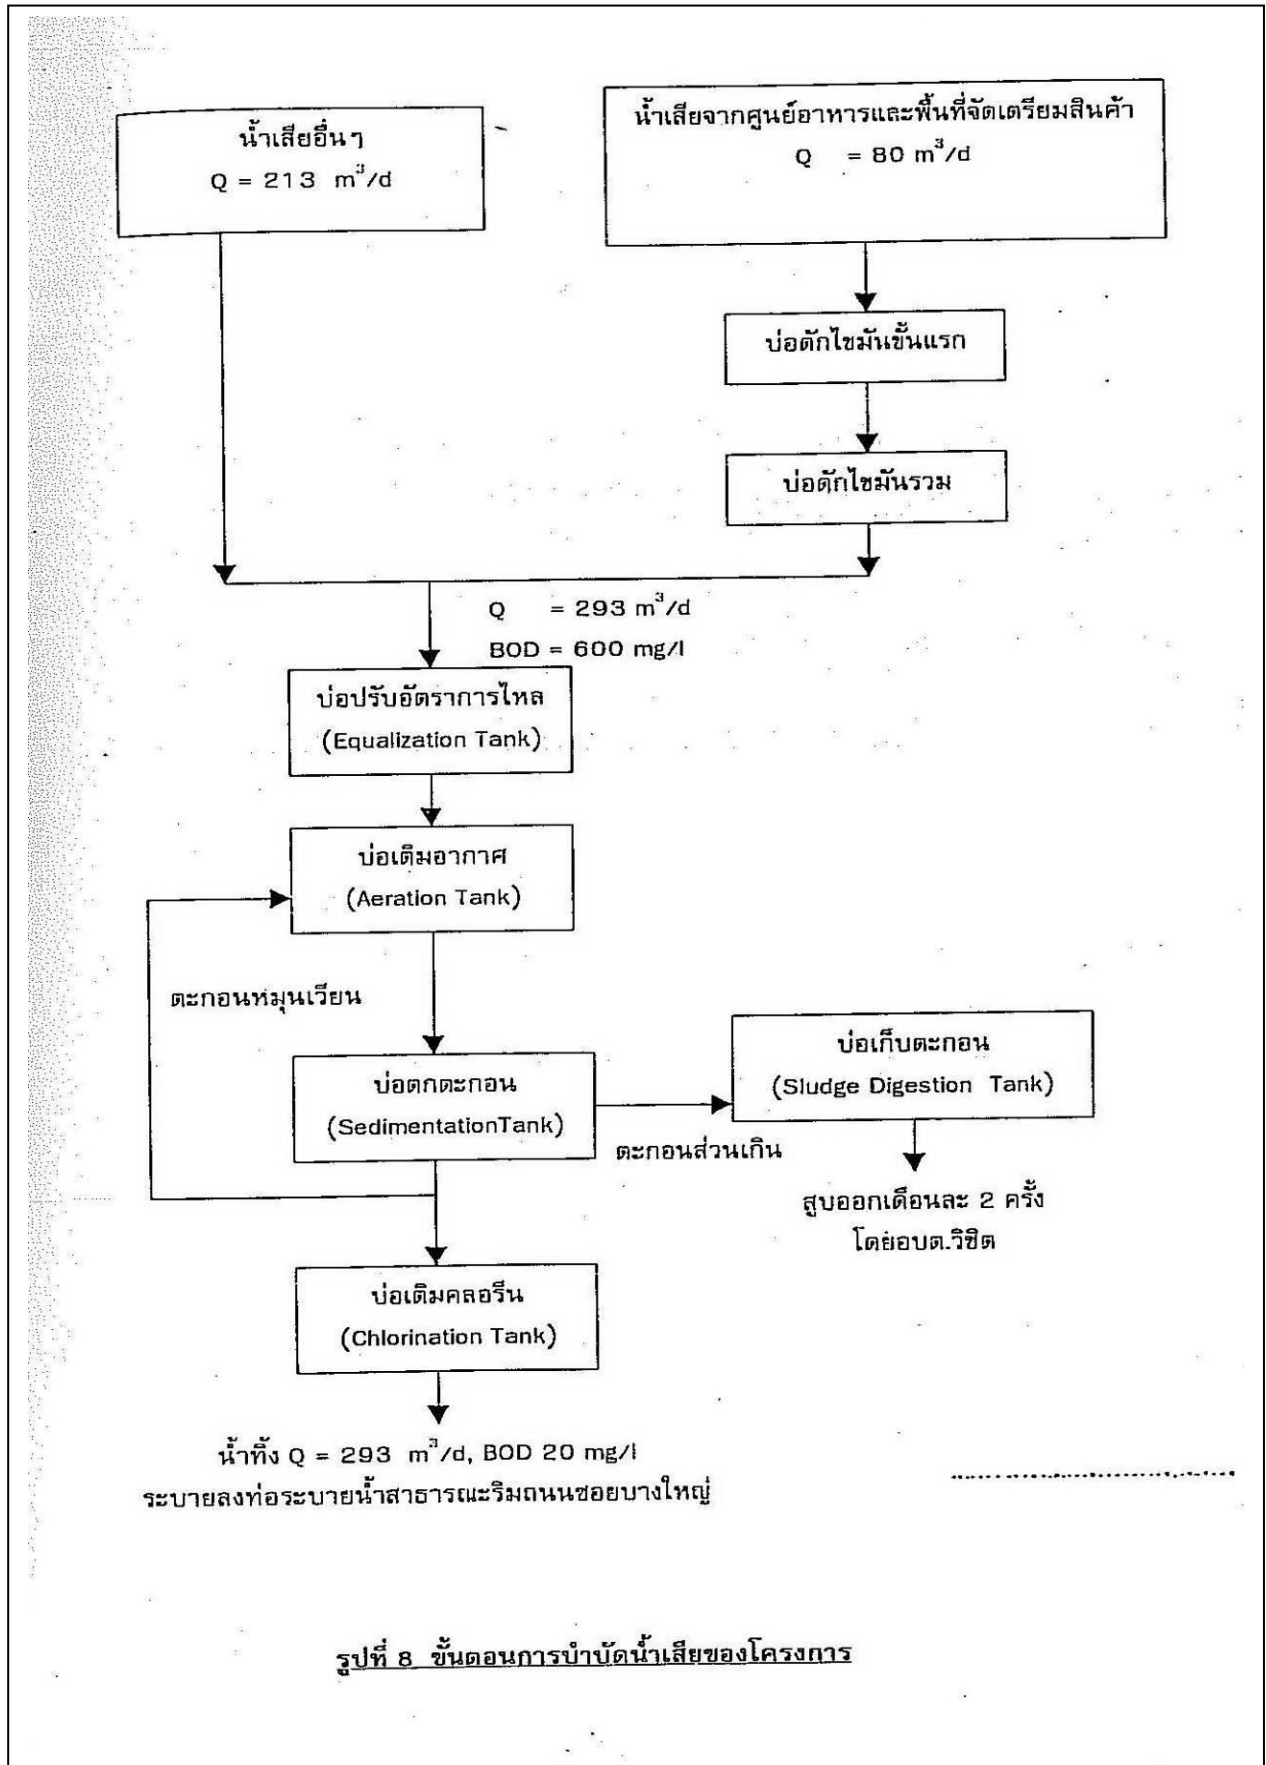 น้ำเสียอื่นๆ
Q = 213 m³/d
น้ำเสียจากศูนย์อาหารและพื้นที่จัดเตรียมสินค้า
Q = 80 m³/d
บ่อดักไขมันขั้นแรก
บ่อดักไขมันรวม
Q = 293 m³/d
BOD = 600 mg/l
บ่อปรับอัตราการไหล
(Equalization Tank)
บ่อเติมอากาศ
(Aeration Tank)
ตะกอนหมุนเวียน
บ่อตกตะกอน
(SedimentationTank)
บ่อเก็บตะกอน
(Sludge Digestion Tank)
ตะกอนส่วนเกิน
สูบออกเดือนละ 2 ครั้ง
โดยอบต.วิชิต
บ่อเติมคลอรีน
(Chlorination Tank)
น้ำทิ้ง Q = 293 m³/d, BOD 20 mg/l
ระบายลงท่อระบายน้ำสาธารณะริมถนนซอยบางใหญ่
รูปที่ 8 ขั้นตอนการบำบัดน้ำเสียของโครงการ